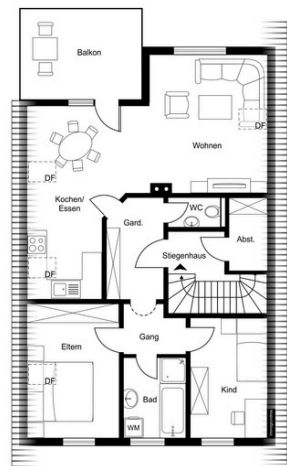 Balkon
Wohnen
DF
DF
Kochen/
Essen
WC
Gard.
Abst.
Stiegenhaus
DF
Gang
Eltern
DF
Bad
Kind
WM